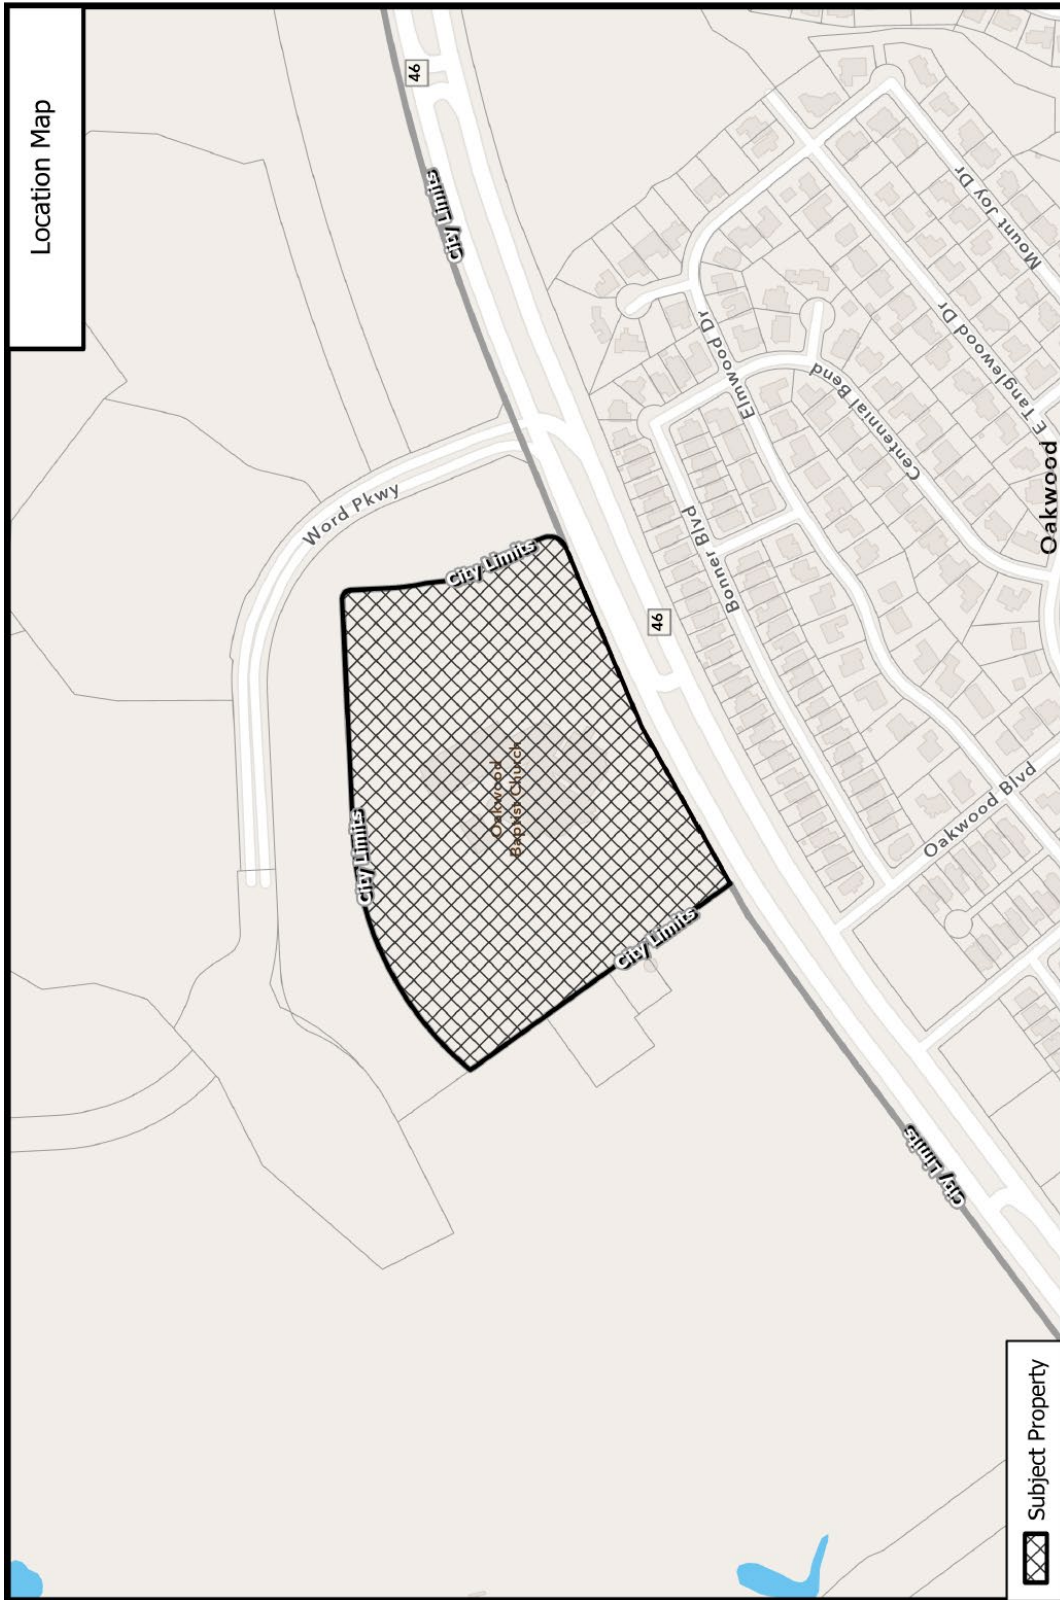 Location Map
46
City Limits
Word Pkwy
City Limits
City Limits
Oakwood
Baptist Church
City Limits
46
Bonner Blvd
Elmwood Dr
Centennial Bend
E Tanglewood Dr
Mount Joy Dr
Oakwood
Oakwood Blvd
City Limits
Subject Property